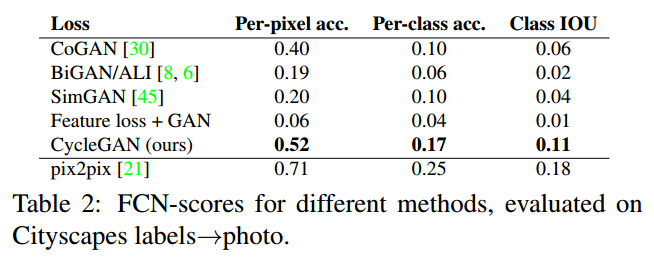 Loss Per-pixel acc. Per-class acc. Class IOU
CoGAN [30] 0.40 0.10 0.06
BiGAN/ALI [8, 6] 0.19 0.06 0.02
SimGAN [45] 0.20 0.10 0.04
Feature loss + GAN 0.06 0.04 0.01
CycleGAN (ours) 0.52 0.17 0.11
pix2pix [21] 0.71 0.25 0.18
Table 2: FCN-scores for different methods, evaluated on
Cityscapes labels→photo.